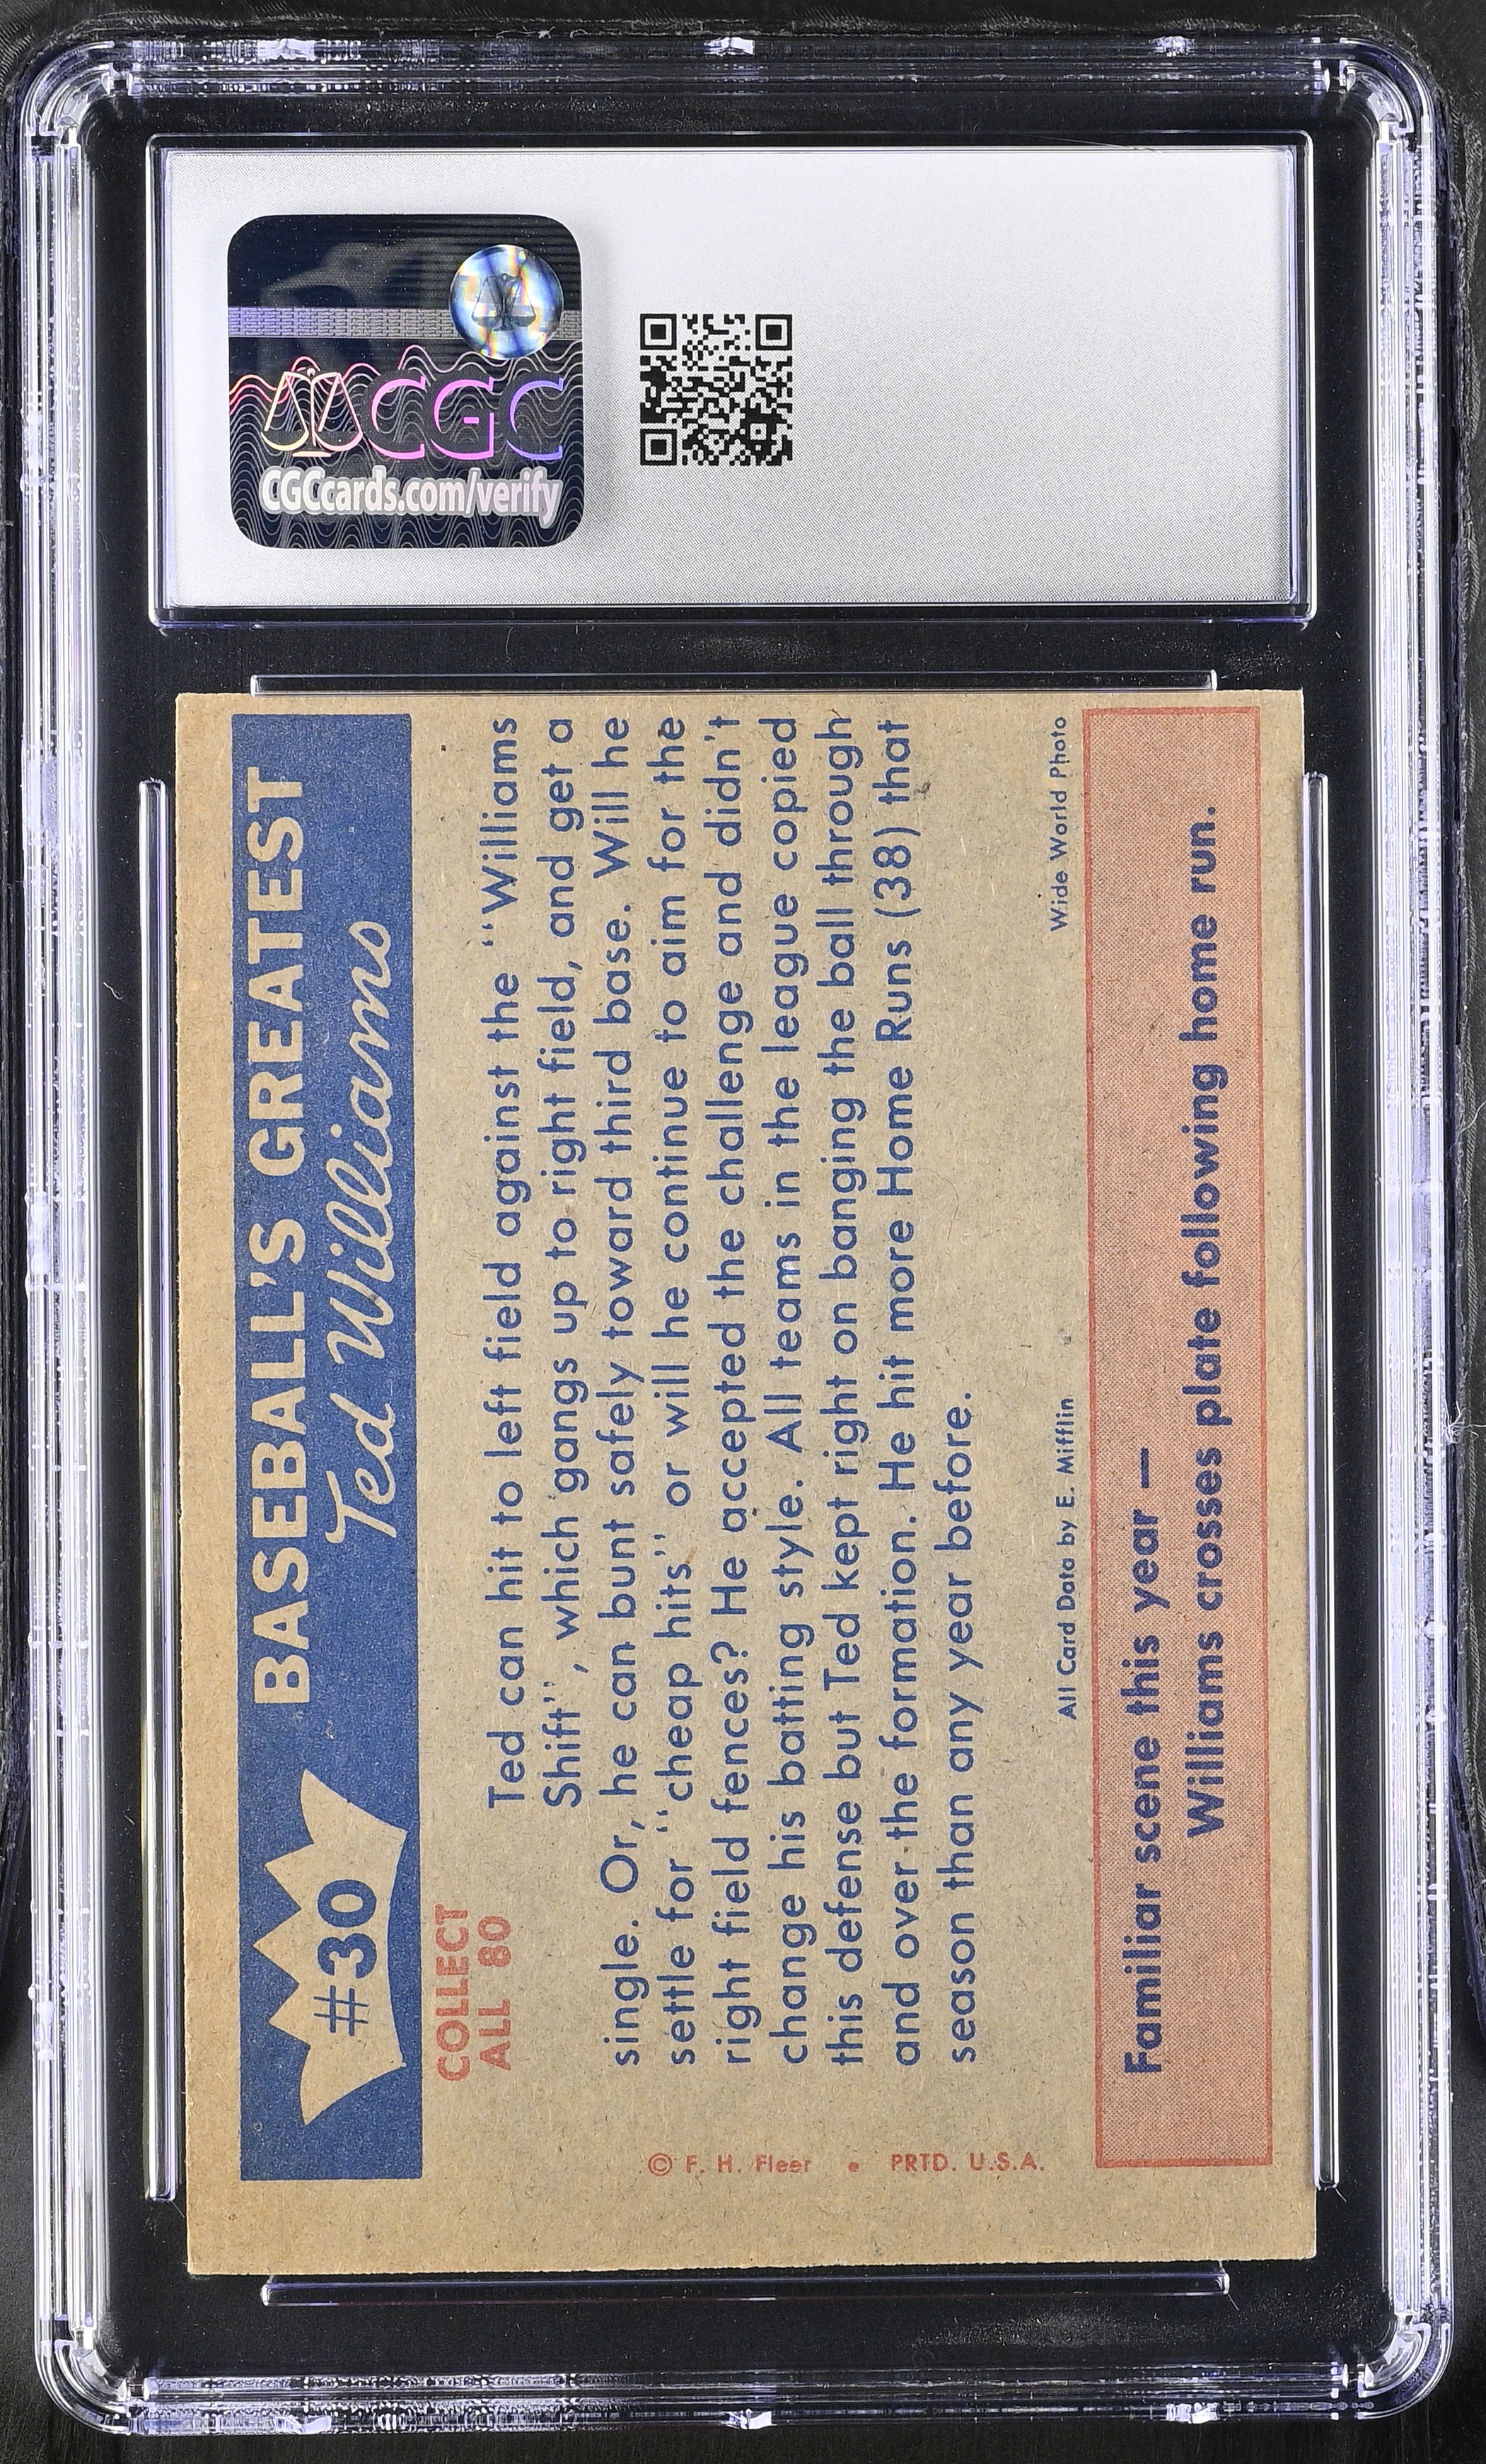 CGC
CGCcards.com/verify
#30
BASEBALL'S GREATEST
Ted Williams
COLLECT
ALL 80
Ted can hit to left field against the "Williams
Shift", which gangs up to right field, and get a
single. Or, he can bunt safely toward third base. Will he
settle for "cheap hits" or will he continue to aim for the
right field fences? He accepted the challenge and didn't
change his batting style. All teams in the league copied
this defense but Ted kept right on banging the ball through
and over the formation. He hit more Home Runs (38) that
season than any year before.
© F. H. Fleer • PRTD. U.S.A.
All Card Data by E. Mifflin
Wide World Photo
Familiar scene this year —
Williams crosses plate following home run.